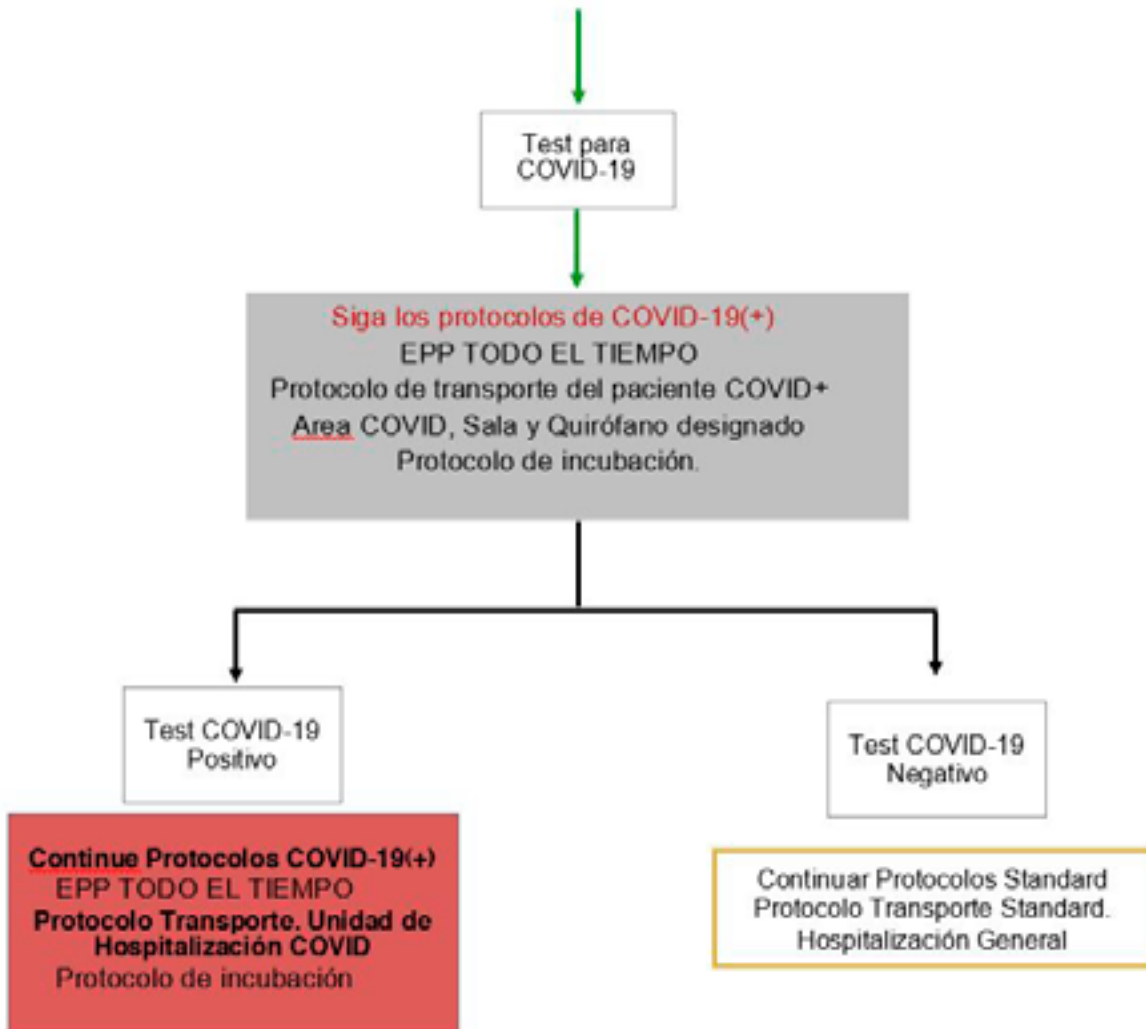 Test para
COVID-19
Siga los protocolos de COVID-19(+)
EPP TODO EL TIEMPO
Protocolo de transporte del paciente COVID+
Area COVID, Sala y Quirófano designado
Protocolo de incubación.
Test COVID-19
Positivo
Test COVID-19
Negativo
Continue Protocolos COVID-19(+)
EPP TODO EL TIEMPO
Protocolo Transporte. Unidad de
Hospitalización COVID
Protocolo de incubación
Continuar Protocolos Standard
Protocolo Transporte Standard.
Hospitalización General